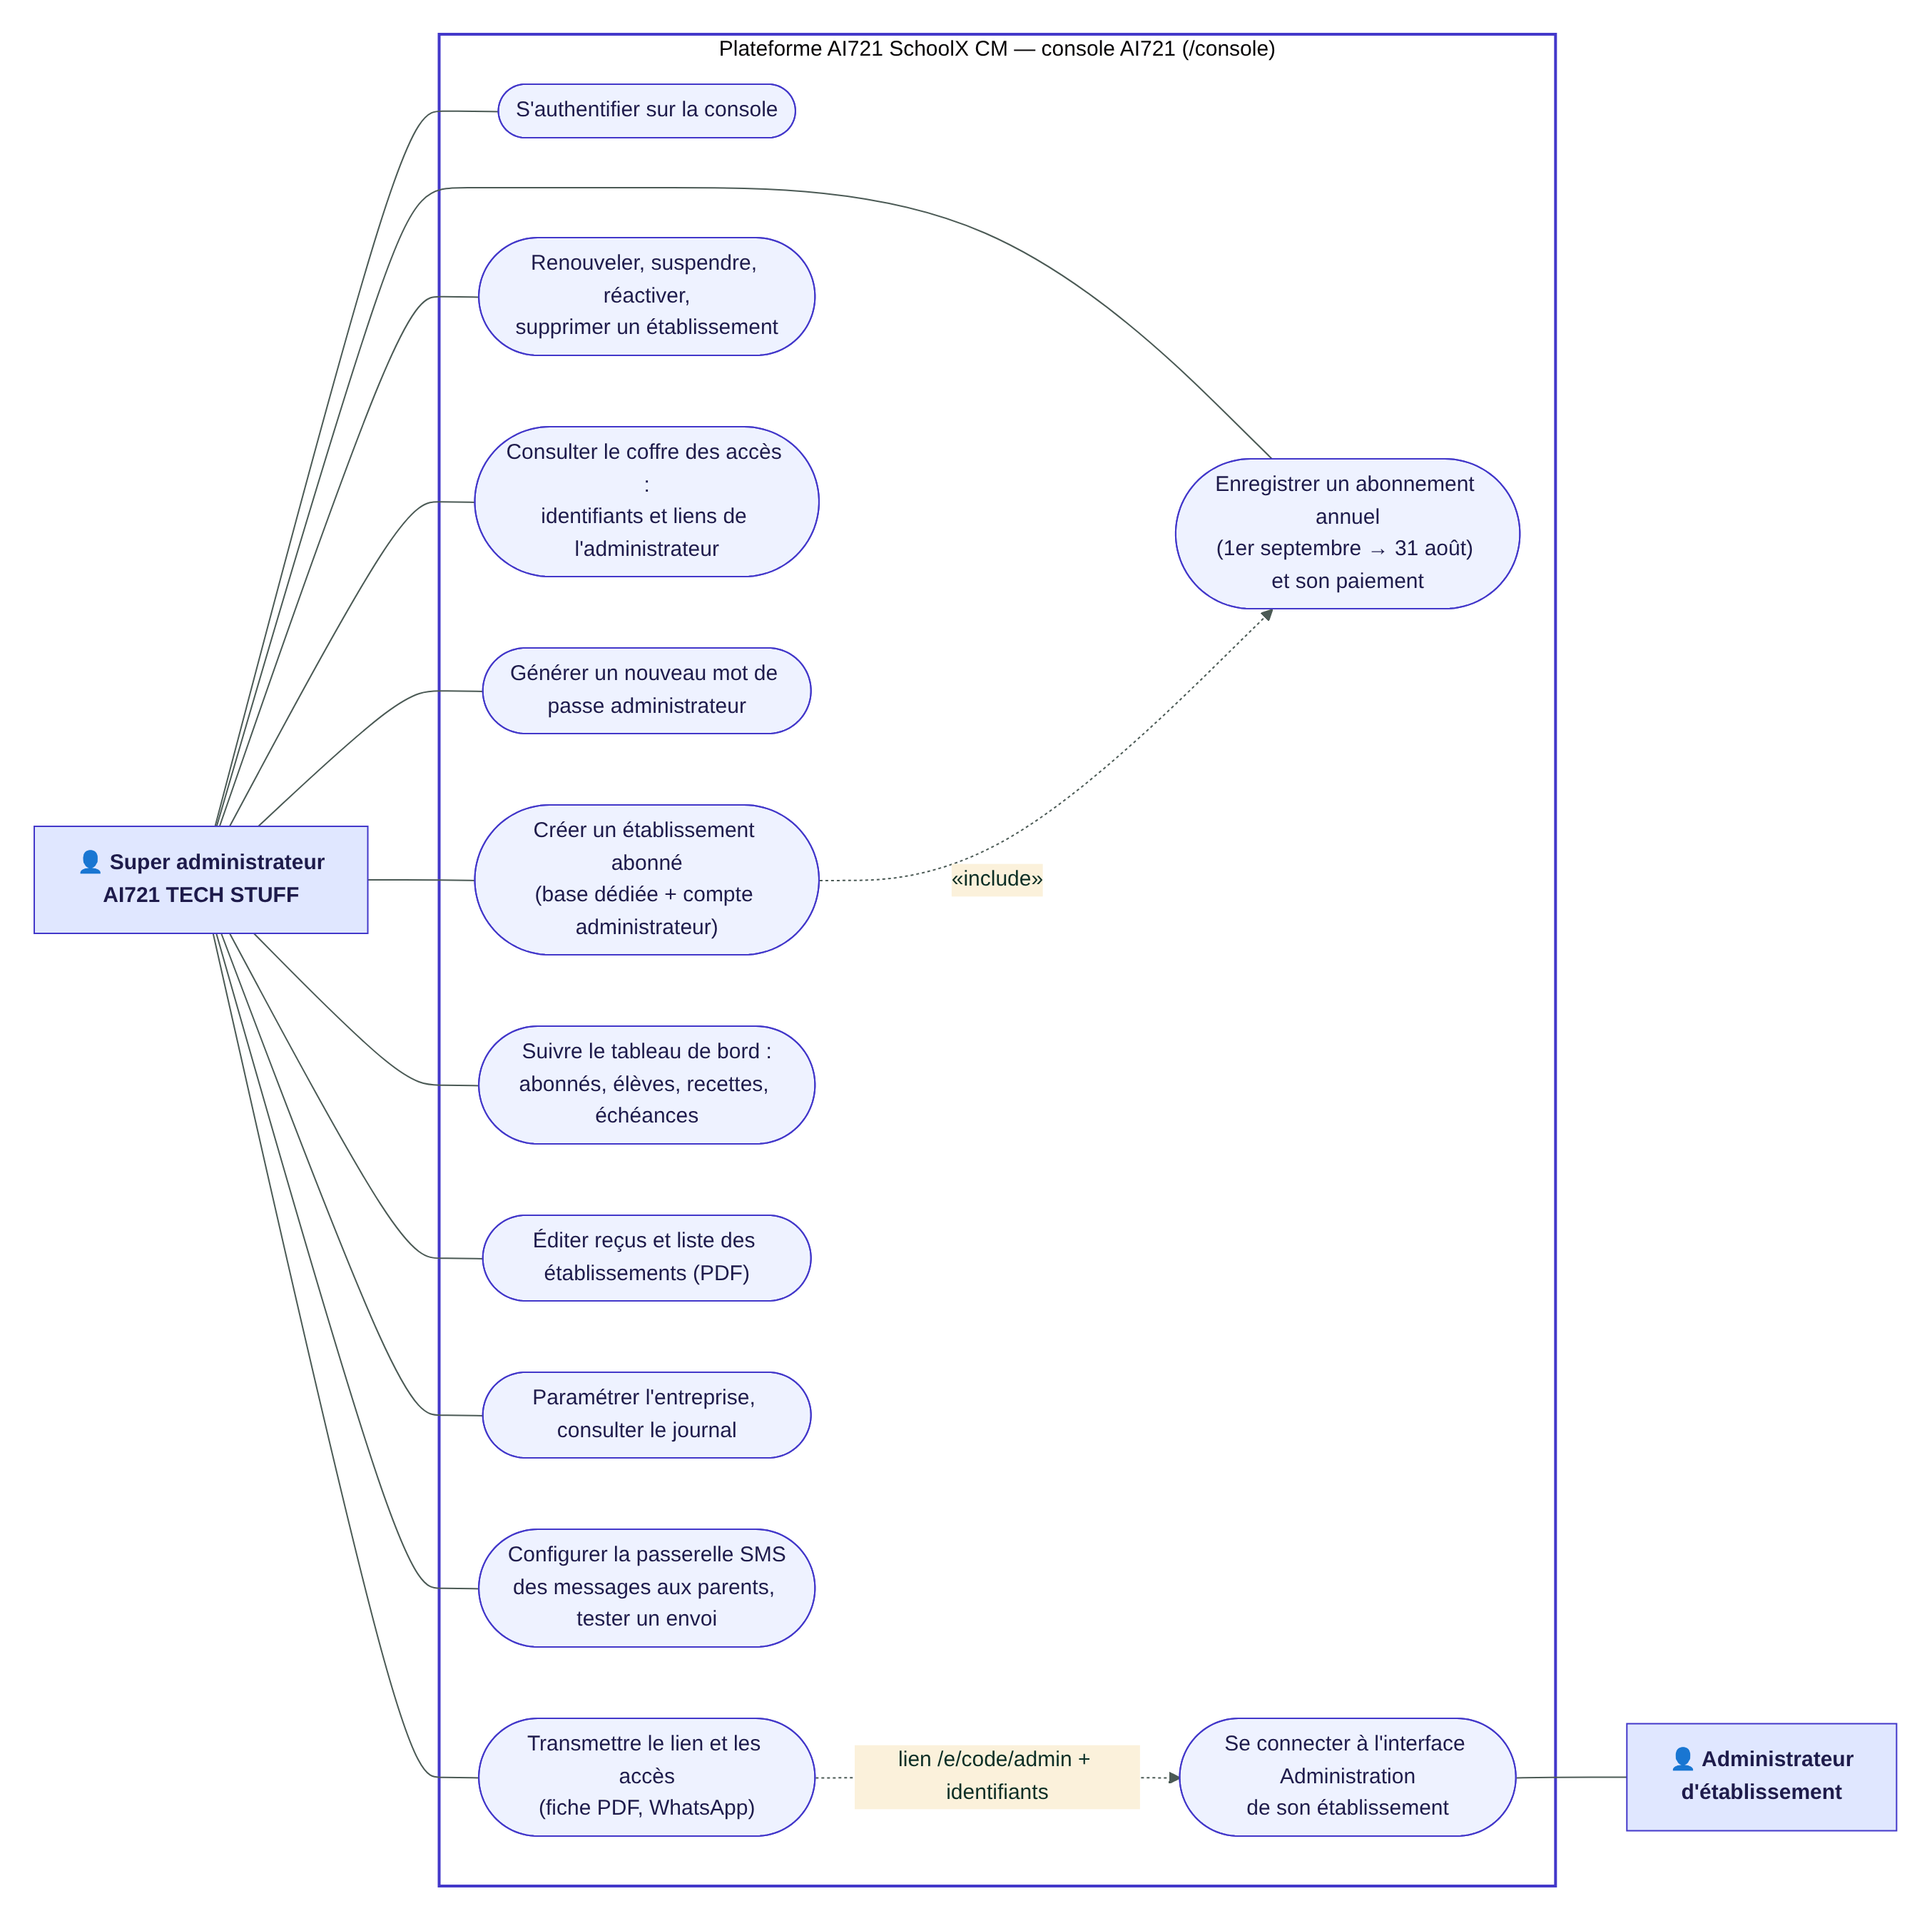 Plateforme AI721 SchoolX CM — console AI721 (/console)
S'authentifier sur la console
Renouveler, suspendre,
réactiver,
supprimer un établissement
Consulter le coffre des accès
:
identifiants et liens de
l'administrateur
Enregistrer un abonnement
annuel
(1er septembre → 31 août)
et son paiement
Générer un nouveau mot de
passe administrateur
👤 Super administrateur
AI721 TECH STUFF
Créer un établissement
abonné
(base dédiée + compte
administrateur)
«include»
Suivre le tableau de bord :
abonnés, élèves, recettes,
échéances
Éditer reçus et liste des
établissements (PDF)
Paramétrer l'entreprise,
consulter le journal
Configurer la passerelle SMS
des messages aux parents,
tester un envoi
Transmettre le lien et les
accès
(fiche PDF, WhatsApp)
lien /e/code/admin +
identifiants
Se connecter à l'interface
Administration
de son établissement
👤 Administrateur
d'établissement